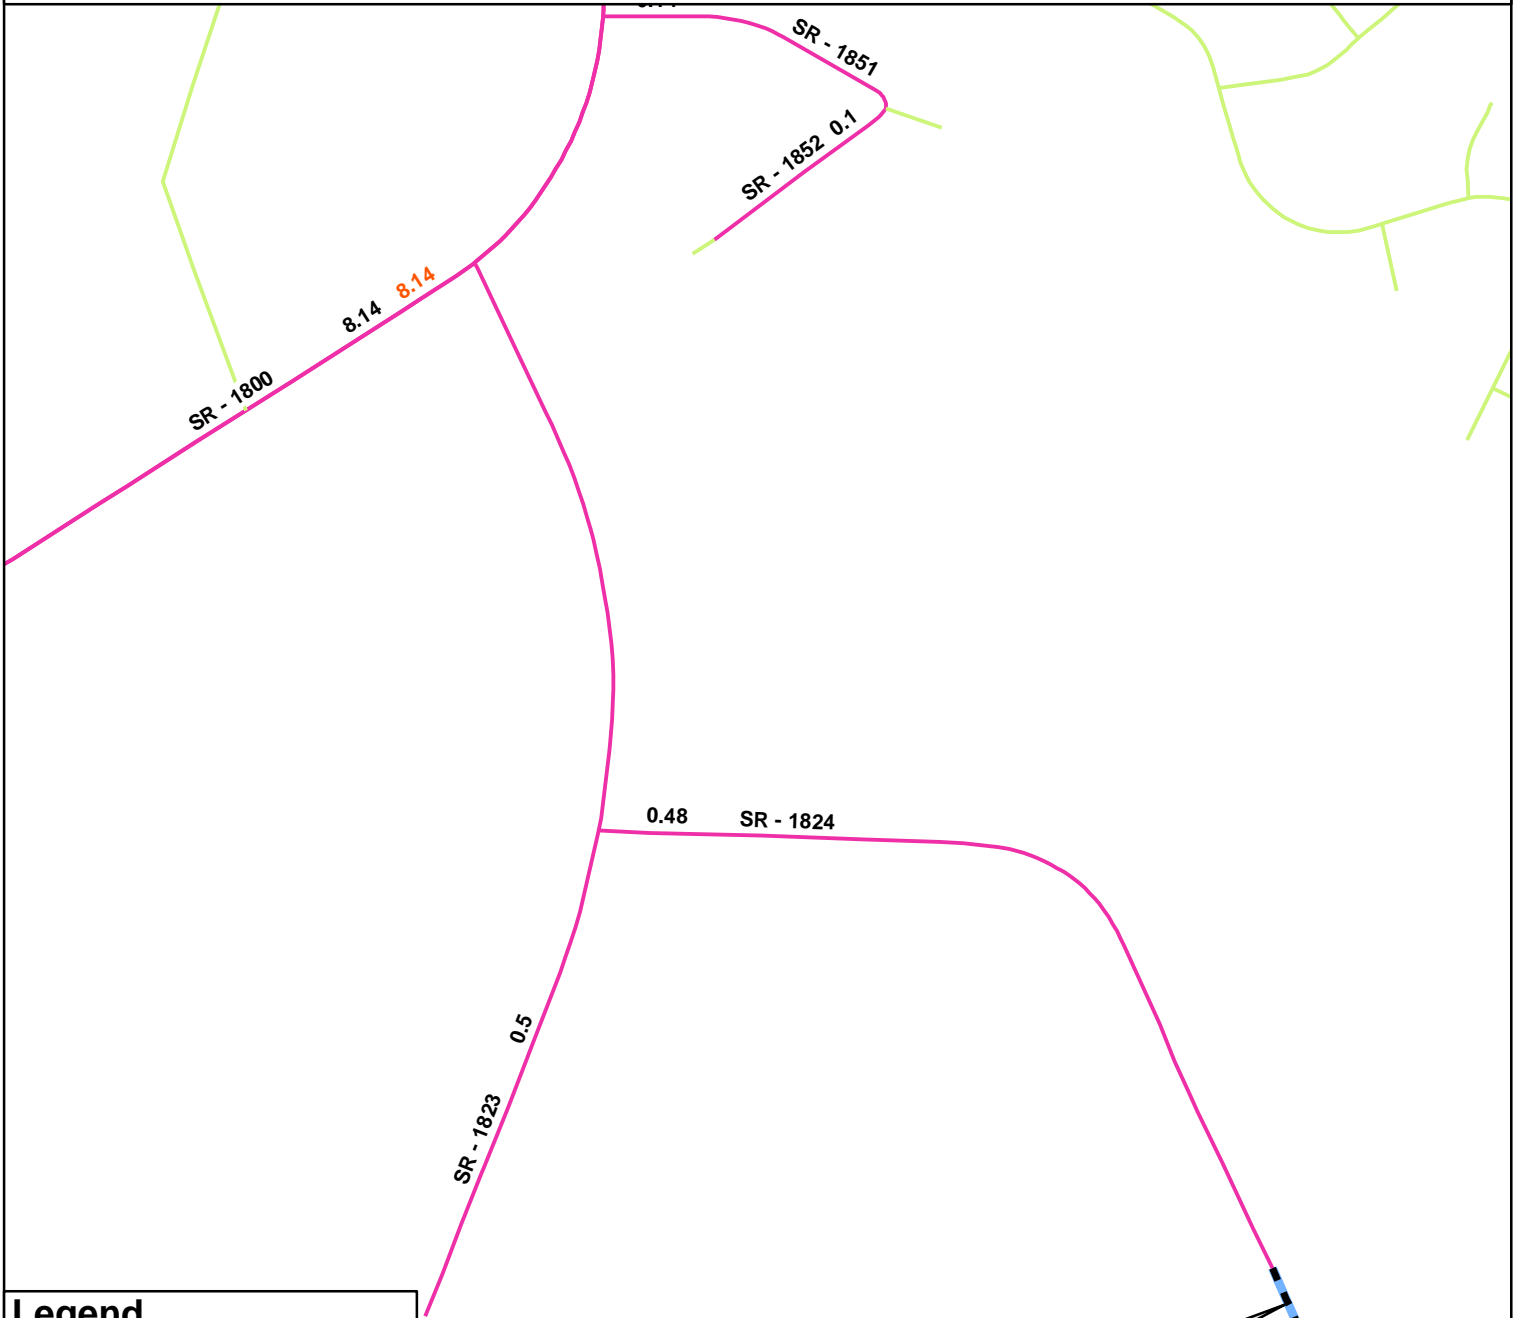 SR - 1851
SR - 1852 0.1
8.14 8.14
SR - 1800
0.48 SR - 1824
0.5
SR - 1823
Legend